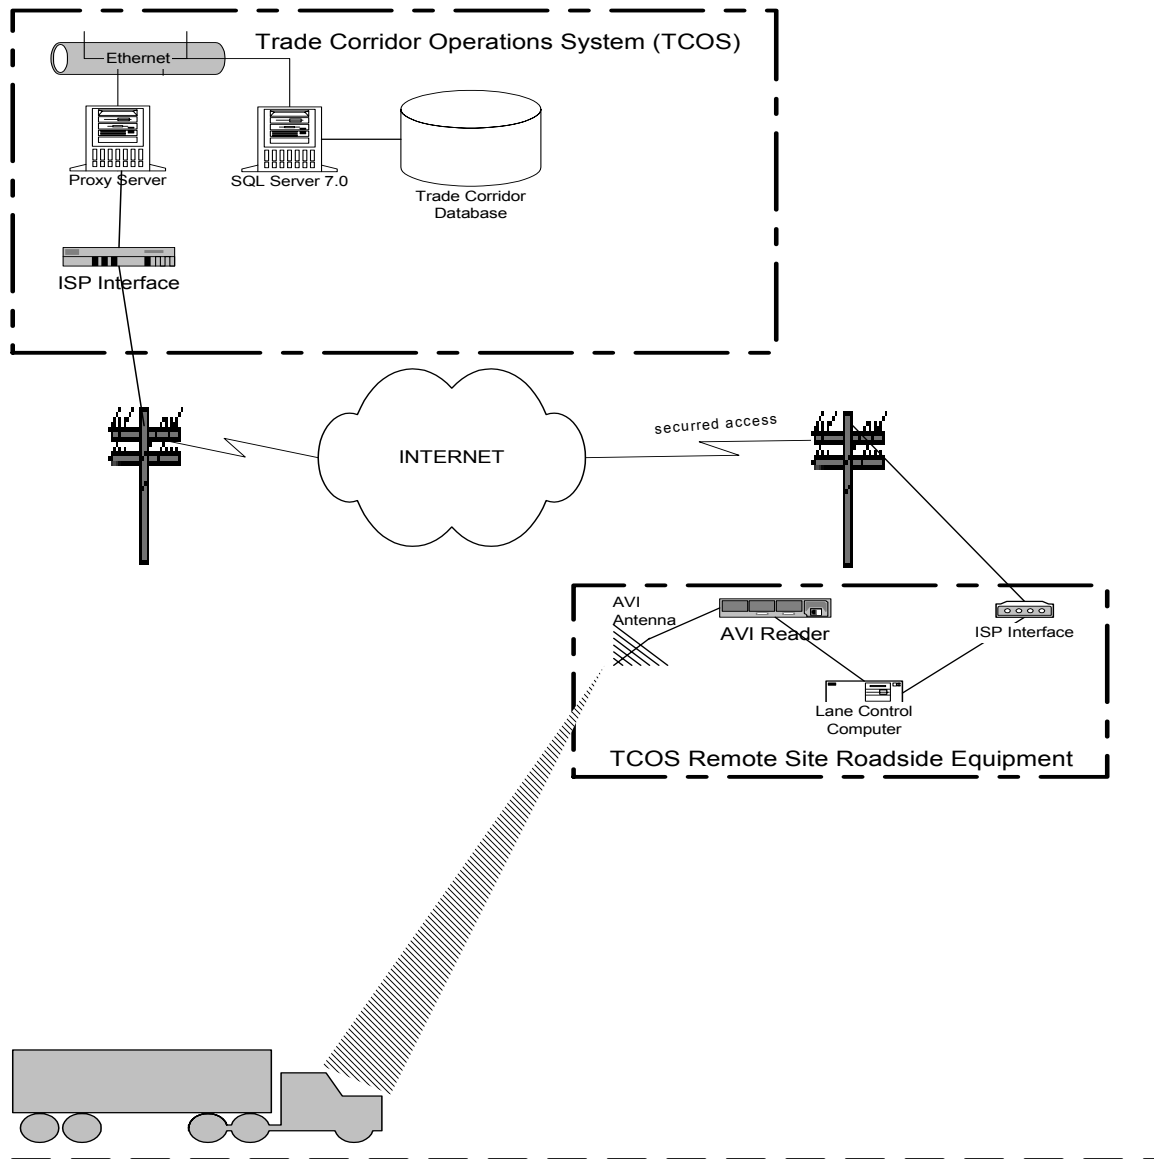 Trade Corridor Operations System (TCOS)
Ethernet
Proxy Server
SQL Server 7.0
Trade Corridor
Database
ISP Interface
INTERNET
securred access
AVI
Antenna
AVI Reader
ISP Interface
Lane Control
Computer
TCOS Remote Site Roadside Equipment